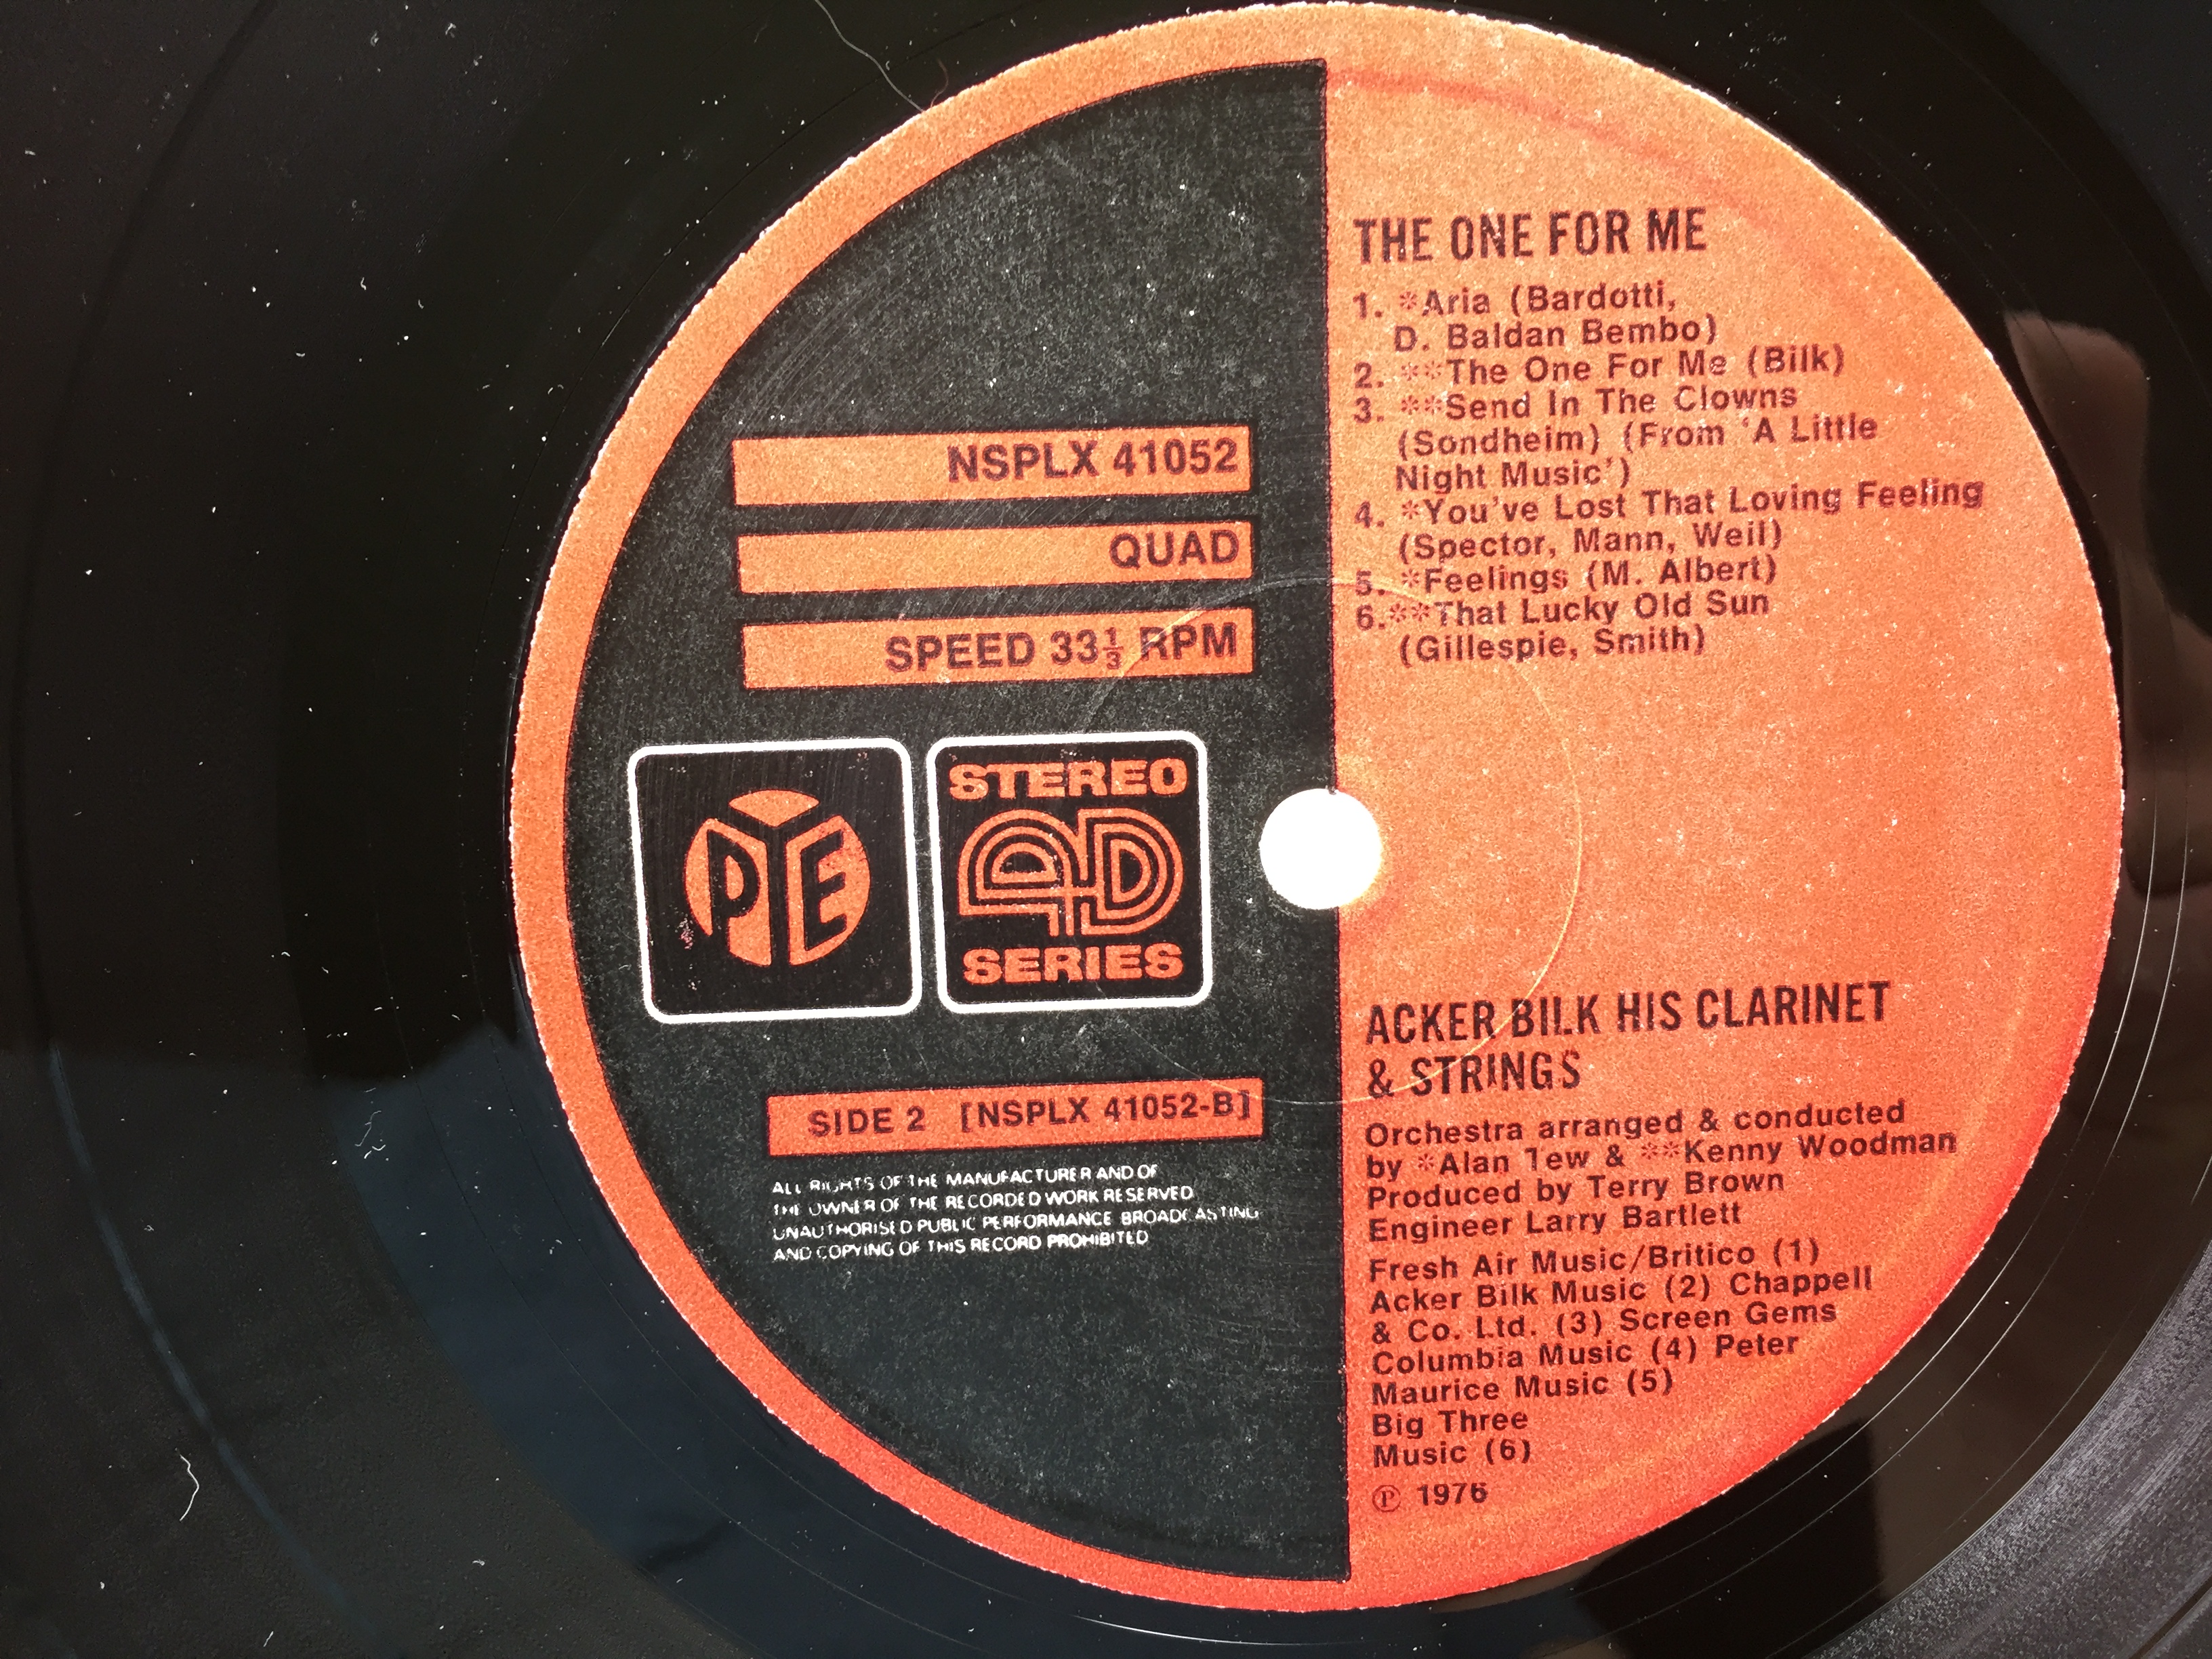 NSPLX 41052
QUAD
SPEED 33⅓ RPM
PYE
STEREO
QD
SERIES
SIDE 2 [NSPLX 41052-B]
ALL RIGHTS OF THE MANUFACTURER AND OF
THE OWNER OF THE RECORDED WORK RESERVED
UNAUTHORISED PUBLIC PERFORMANCE BROADCASTING
AND COPYING OF THIS RECORD PROHIBITED
THE ONE FOR ME
1. *Aria (Bardotti,
D. Baldan Bembo)
2. **The One For Me (Bilk)
3. **Send In The Clowns
(Sondheim) (From 'A Little
Night Music')
4. *You've Lost That Loving Feeling
(Spector, Mann, Weil)
5. *Feelings (M. Albert)
6.**That Lucky Old Sun
(Gillespie, Smith)
ACKER BILK HIS CLARINET
& STRINGS
Orchestra arranged & conducted
by *Alan Tew & **Kenny Woodman
Produced by Terry Brown
Engineer Larry Bartlett
Fresh Air Music/Britico (1)
Acker Bilk Music (2) Chappell
& Co. Ltd. (3) Screen Gems
Columbia Music (4) Peter
Maurice Music (5)
Big Three
Music (6)
℗ 1976